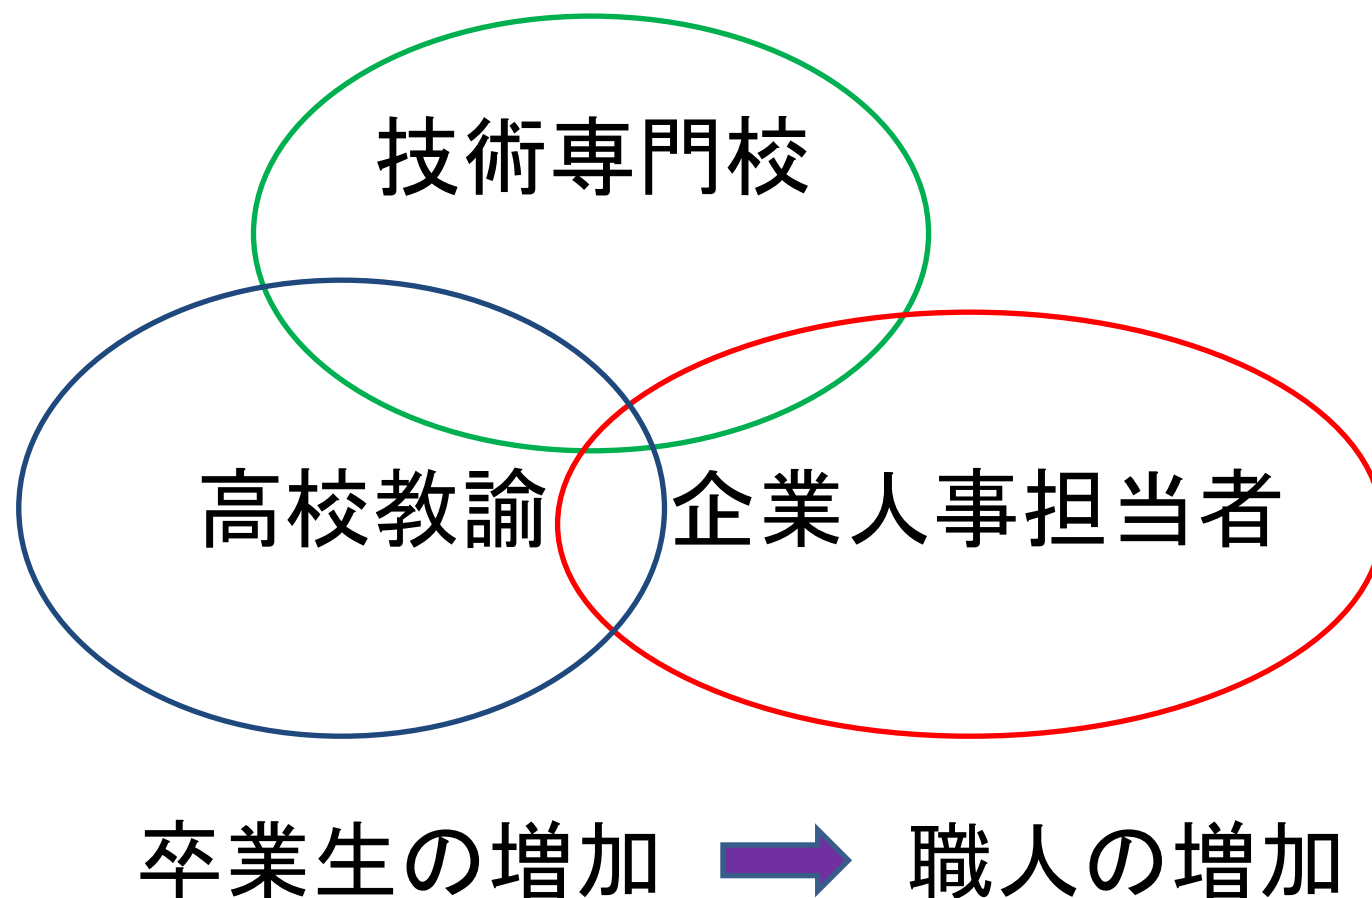 技術専門校
高校教諭
企業人事担当者
卒業生の増加
職人の増加